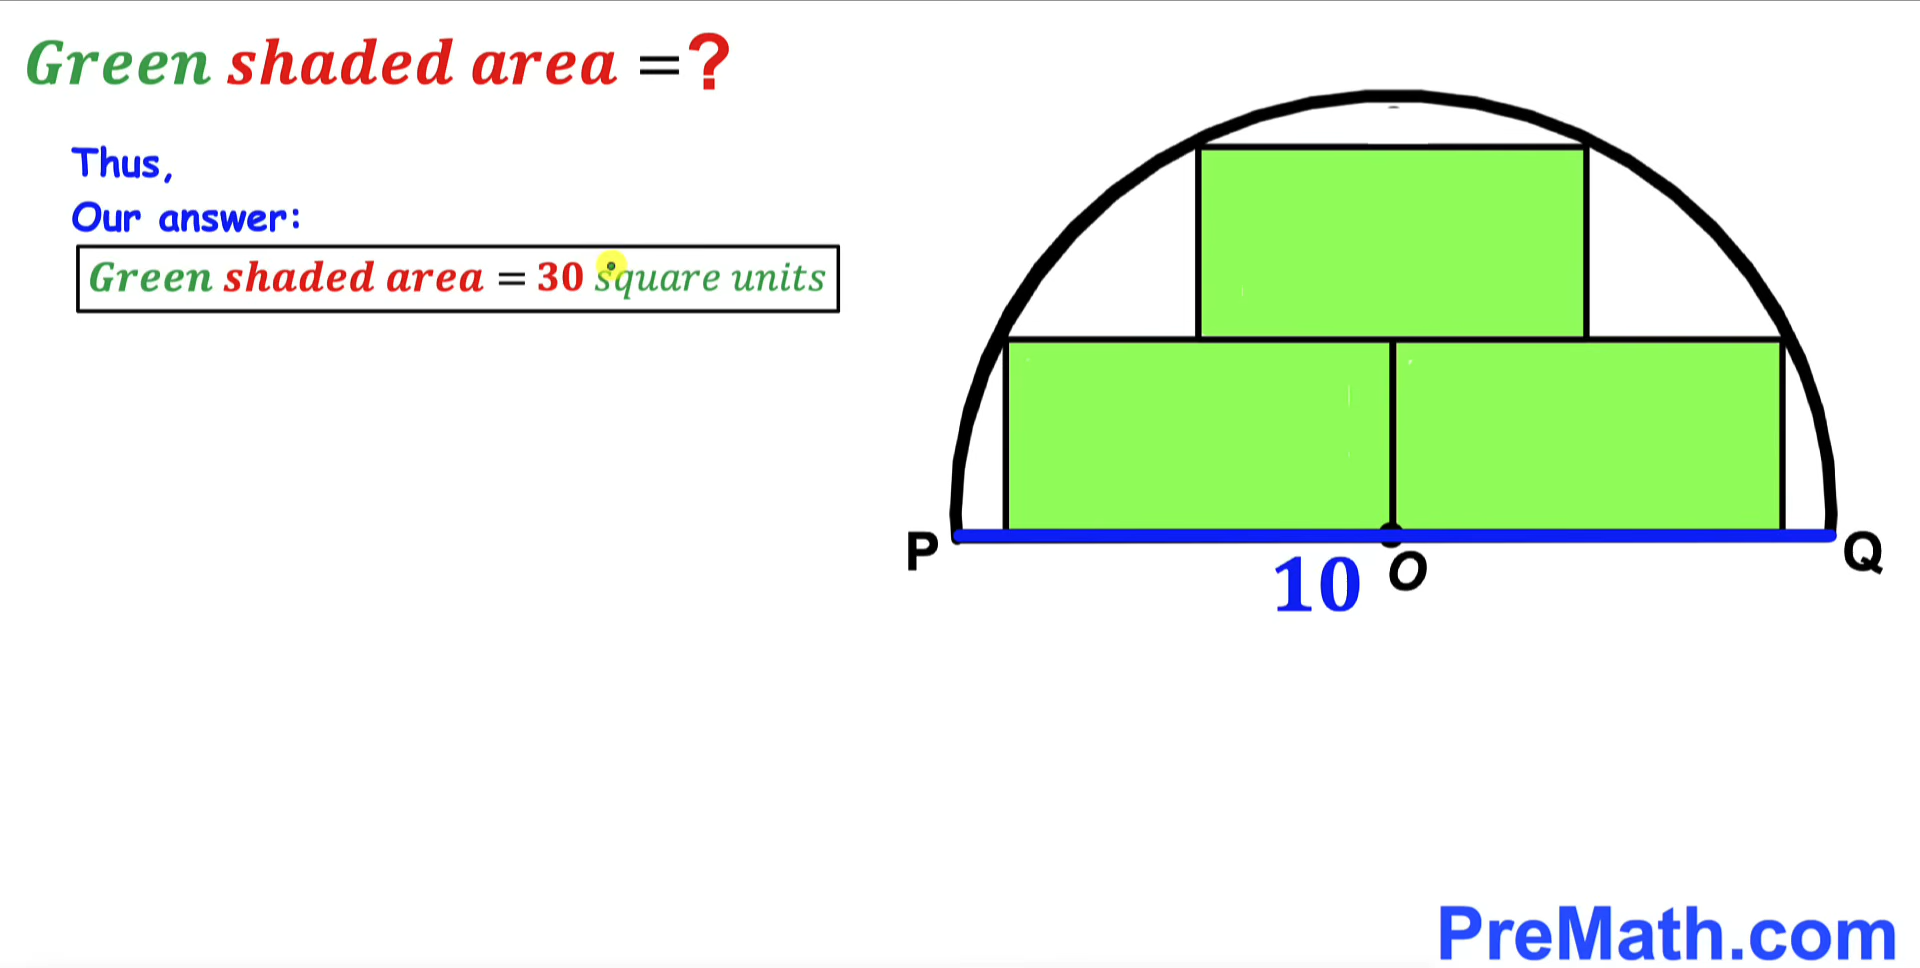 Green shaded area =?
Thus,
Our answer:
Green shaded area = 30 square units
P
Q
10
O
PreMath.com